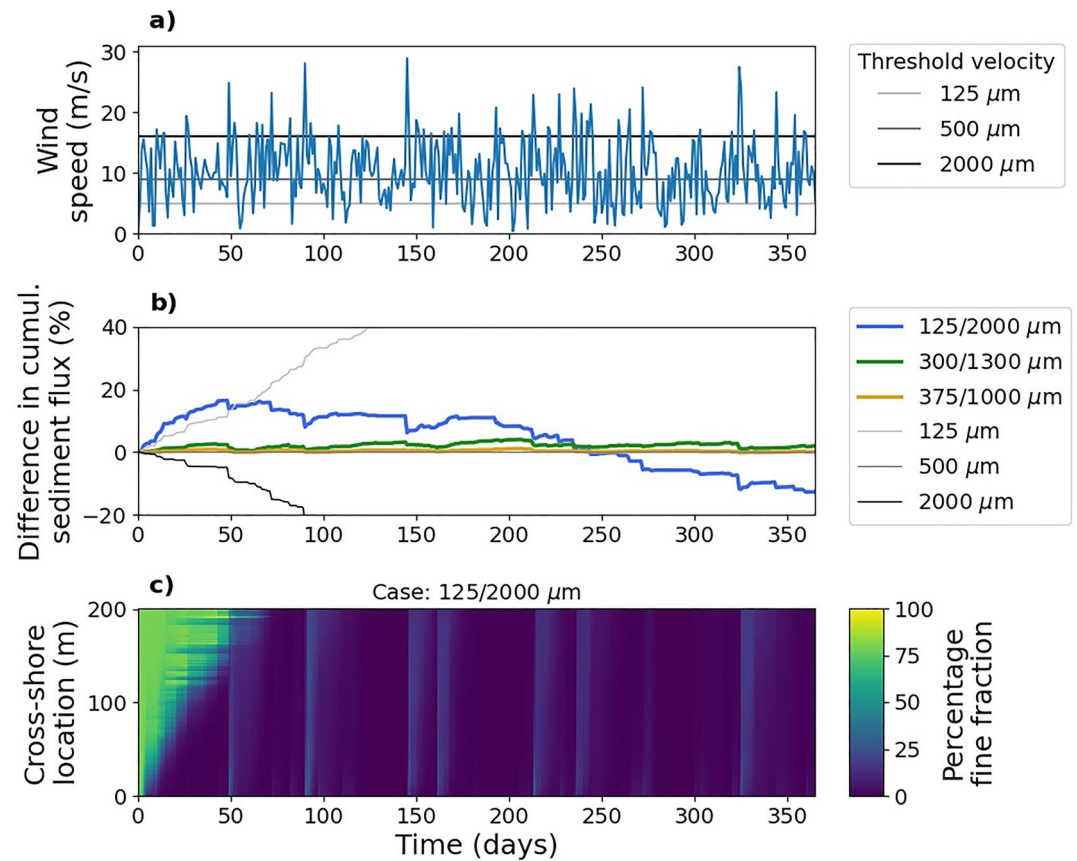 a)
Wind
speed (m/s)
30
20
10
0
0 50 100 150 200 250 300 350
Threshold velocity
125 μm
500 μm
2000 μm
b)
Difference in cumul.
sediment flux (%)
40
20
0
−20
0 50 100 150 200 250 300 350
125/2000 μm
300/1300 μm
375/1000 μm
125 μm
500 μm
2000 μm
c)
Case: 125/2000 μm
Cross-shore
location (m)
200
100
0
0 50 100 150 200 250 300 350
Time (days)
100
75
50
25
0
Percentage
fine fraction